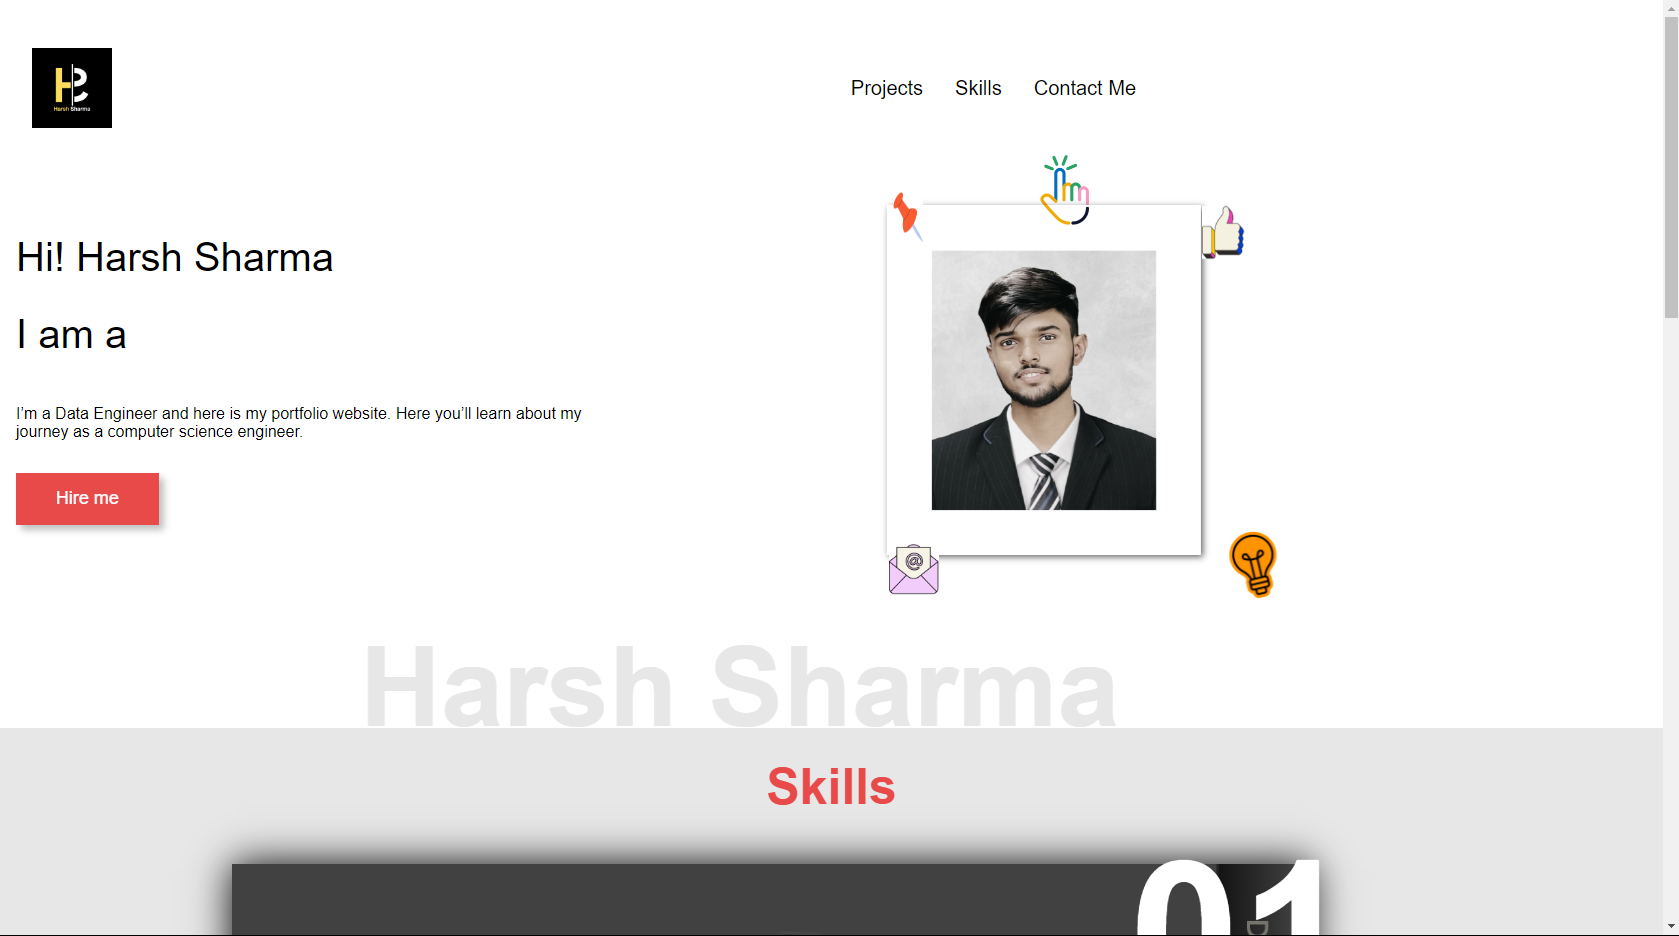 Harsh Sharma
Projects Skills Contact Me
Hi! Harsh Sharma
I am a
I’m a Data Engineer and here is my portfolio website. Here you’ll learn about my
journey as a computer science engineer.
Hire me
@
Harsh Sharma
Skills
01